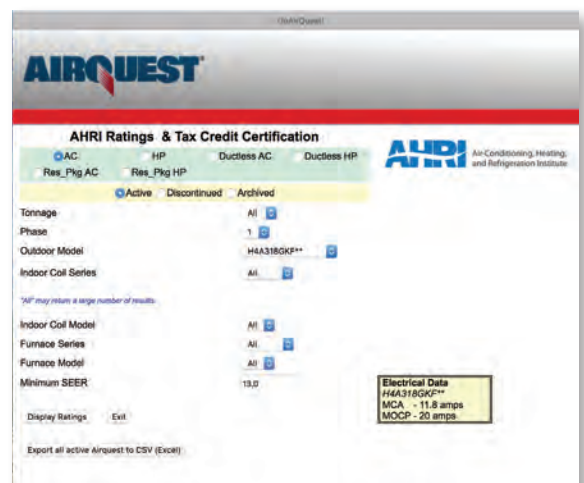 AIRQUEST
AHRI Ratings & Tax Credit Certification
AC HP Ductless AC Ductless HP
Res_Pkg AC Res_Pkg HP
Active Discontinued Archived
AHRI Air-Conditioning, Heating,
and Refrigeration Institute
Tonnage All
Phase 1
Outdoor Model H4A318GKF**
Indoor Coil Series All
"All" may return a large number of results.
Indoor Coil Model All
Furnace Series All
Furnace Model All
Minimum SEER 13.0
Electrical Data
H4A318GKF**
MCA - 11.8 amps
MOCP - 20 amps
Display Ratings Exit
Export all active Airquest to CSV (Excel)